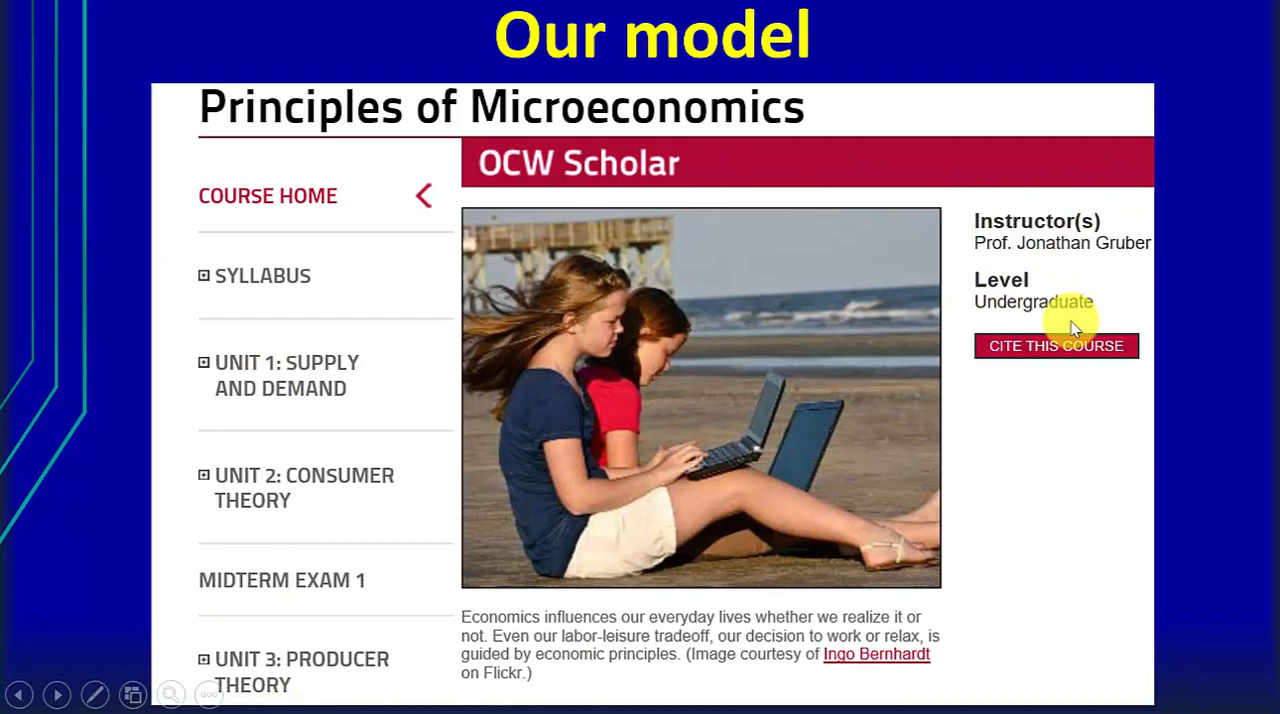 Our model
Principles of Microeconomics
OCW Scholar
COURSE HOME
SYLLABUS
UNIT 1: SUPPLY
AND DEMAND
UNIT 2: CONSUMER
THEORY
MIDTERM EXAM 1
UNIT 3: PRODUCER
THEORY
Economics influences our everyday lives whether we realize it or
not. Even our labor-leisure tradeoff, our decision to work or relax, is
guided by economic principles. (Image courtesy of Ingo Bernhardt
on Flickr.)
Instructor(s)
Prof. Jonathan Gruber
Level
Undergraduate
CITE THIS COURSE